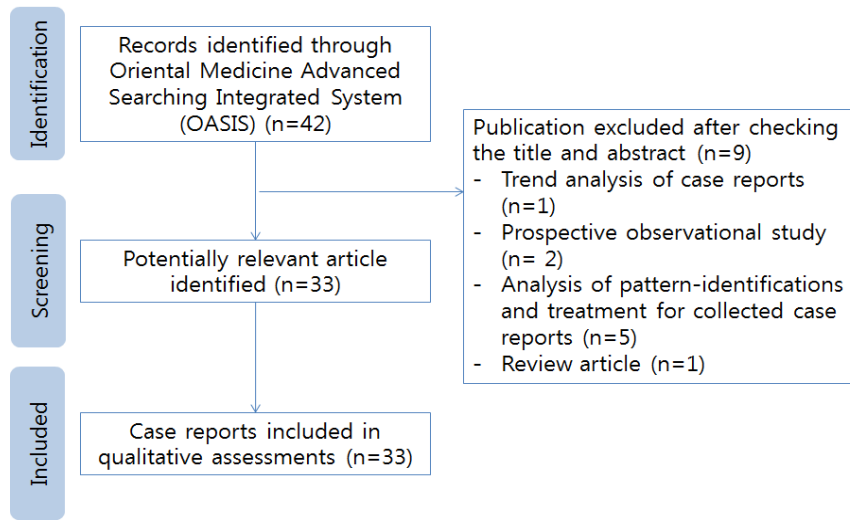 Identification
Records identified through
Oriental Medicine Advanced
Searching Integrated System
(OASIS) (n=42)
Publication excluded after checking
the title and abstract (n=9)
- Trend analysis of case reports
(n=1)
- Prospective observational study
(n= 2)
- Analysis of pattern-identifications
and treatment for collected case
reports (n=5)
- Review article (n=1)
Screening
Potentially relevant article
identified (n=33)
Included
Case reports included in
qualitative assessments (n=33)